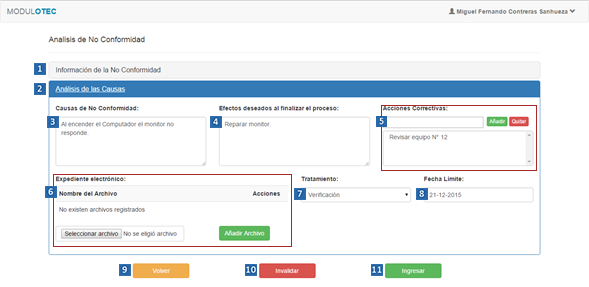 MODULOTEC
Miguel Fernando Contreras Sanhueza
Analisis de No Conformidad
1 Información de la No Conformidad
2 Análisis de las Causas
Causas de No Conformidad: Efectos deseados al finalizar el proceso: Acciones Correctivas:
3 Al encender el Computador el monitor no responde.
4 Reparar monitor.
5 Añadir Quitar
Revisar equipo N° 12
Expediente electrónico: Tratamiento: Fecha Límite:
6 Nombre del Archivo Acciones
7 Verificación
8 21-12-2015
No existen archivos registrados
Seleccionar archivo No se eligió archivo Añadir Archivo
9 Volver 10 Invalidar 11 Ingresar